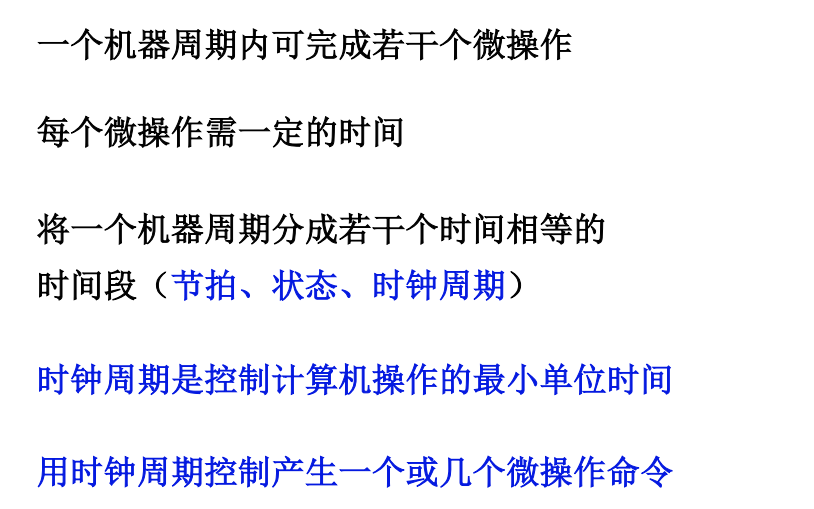 一个机器周期内可完成若干个微操作
每个微操作需一定的时间
将一个机器周期分成若干个时间相等的
时间段（节拍、状态、时钟周期）
时钟周期是控制计算机操作的最小单位时间
用时钟周期控制产生一个或几个微操作命令